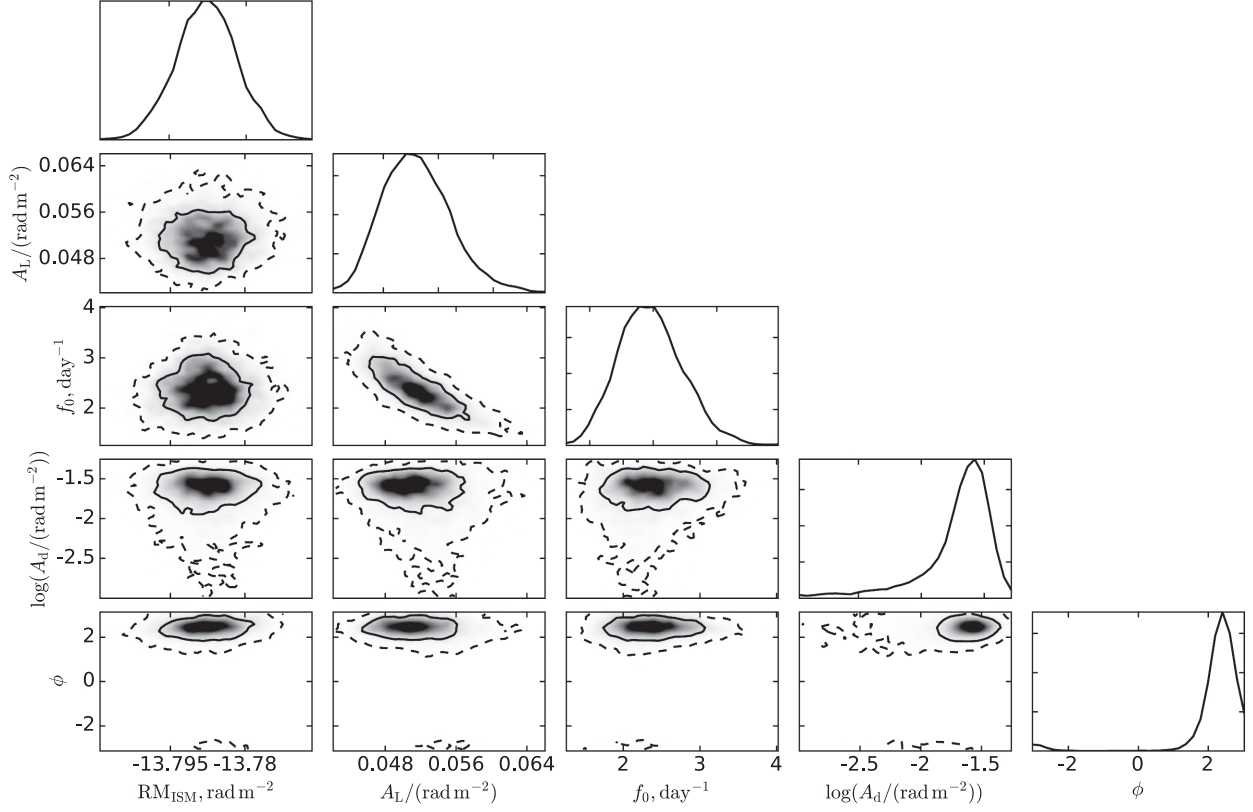 0.064
0.056
0.048
A_L/(rad m⁻²)
4
3
2
f₀, day⁻¹
-1.5
-2
-2.5
log(A_d/(rad m⁻²))
2
0
-2
ϕ
-13.795 -13.78 0.048 0.056 0.064 2 3 4 -2.5 -2 -1.5 -2 0 2
RM_ISM, rad m⁻² A_L/(rad m⁻²) f₀, day⁻¹ log(A_d/(rad m⁻²)) ϕ